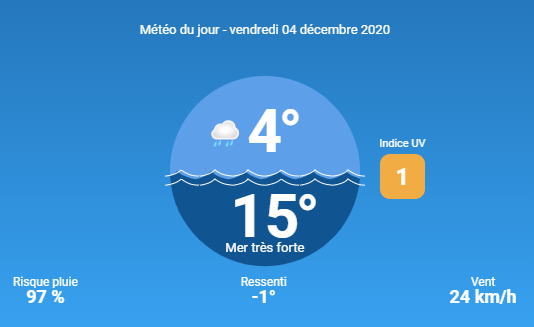 Météo du jour - vendredi 04 décembre 2020
4°
Indice UV
1
15°
Mer très forte
Risque pluie
97 %
Ressenti
-1°
Vent
24 km/h